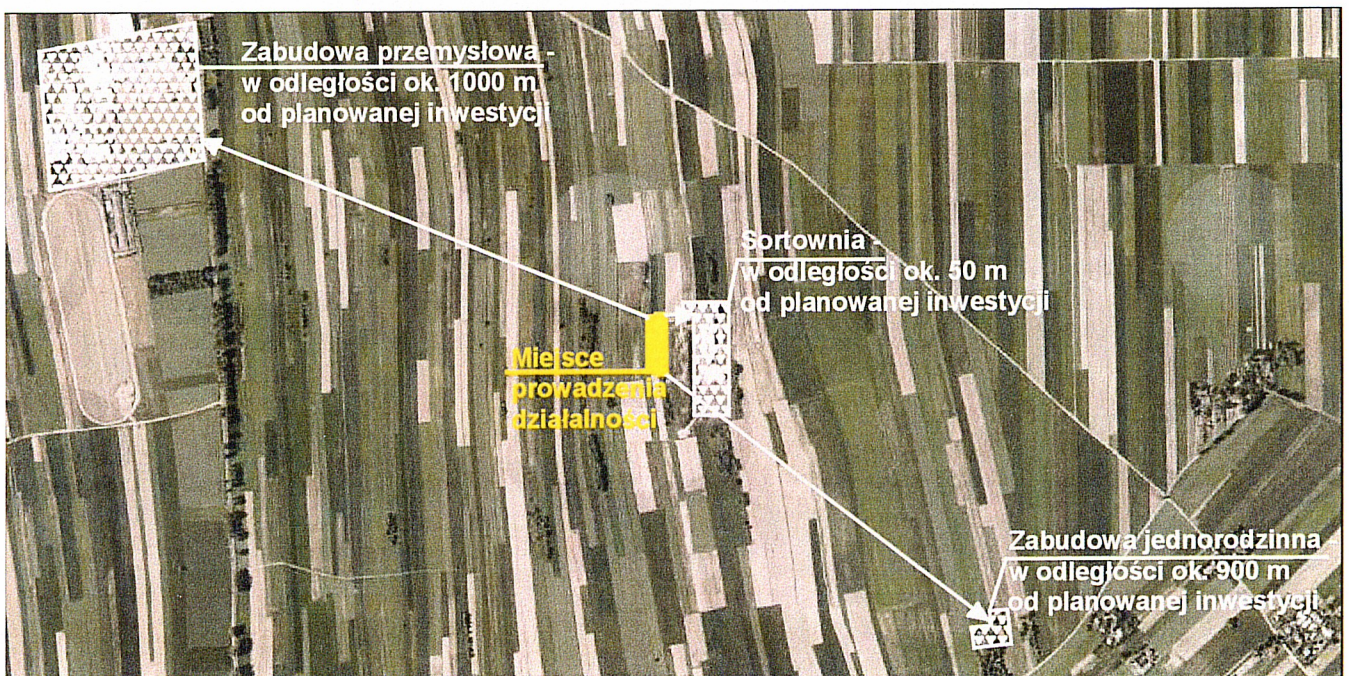 Zabudowa przemysłowa -
w odległości ok. 1000 m
od planowanej inwestycji
Sortownia -
w odległości ok. 50 m
od planowanej inwestycji
Miejsce
prowadzenia
działalności
Zabudowa jednorodzinna -
w odległości ok. 900 m
od planowanej inwestycji